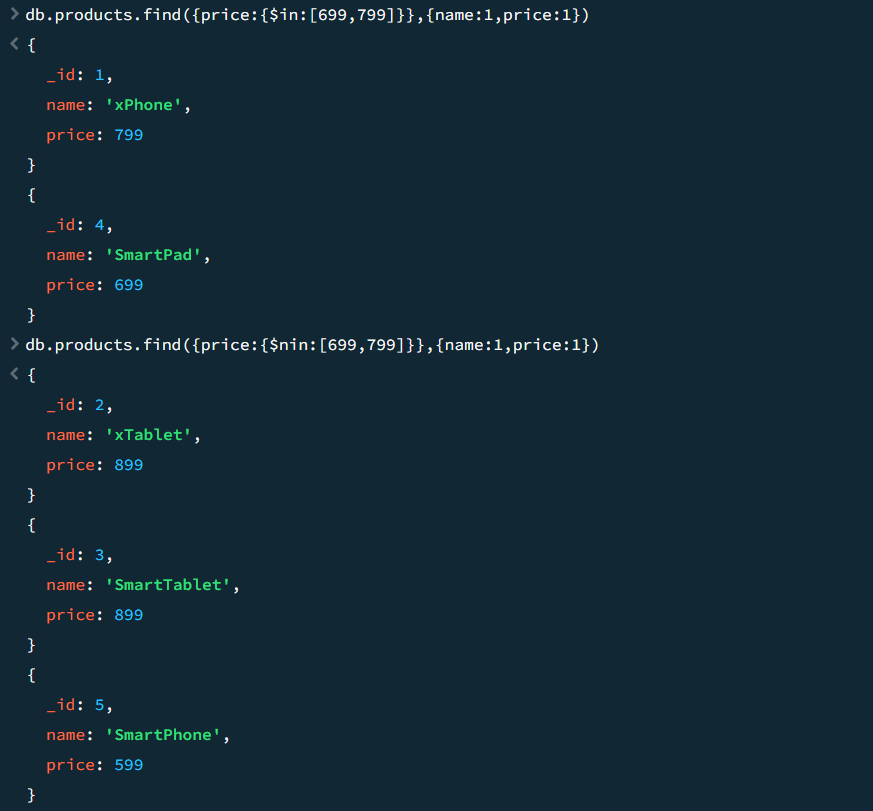 > db.products.find({price:{$in:[699,799]}},{name:1,price:1})
< {
_id: 1,
name: 'xPhone',
price: 799
}
{
_id: 4,
name: 'SmartPad',
price: 699
}
> db.products.find({price:{$nin:[699,799]}},{name:1,price:1})
< {
_id: 2,
name: 'xTablet',
price: 899
}
{
_id: 3,
name: 'SmartTablet',
price: 899
}
{
_id: 5,
name: 'SmartPhone',
price: 599
}